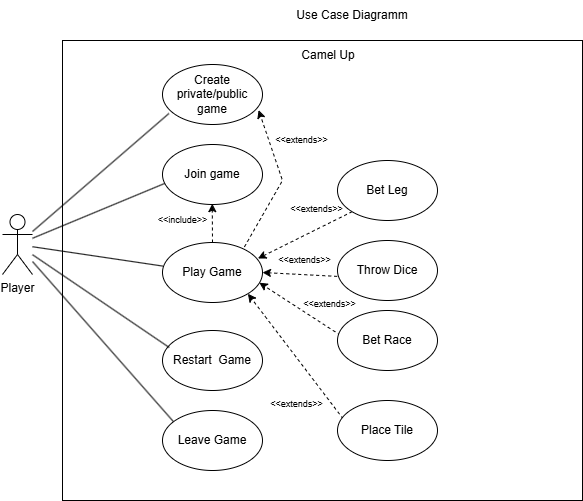 Use Case Diagramm
Camel Up
Create
private/public
game
<<extends>>
Join game
Bet Leg
<<extends>>
<<include>>
Play Game
<<extends>>
Throw Dice
Player
<<extends>>
Bet Race
Restart  Game
<<extends>>
Place Tile
Leave Game